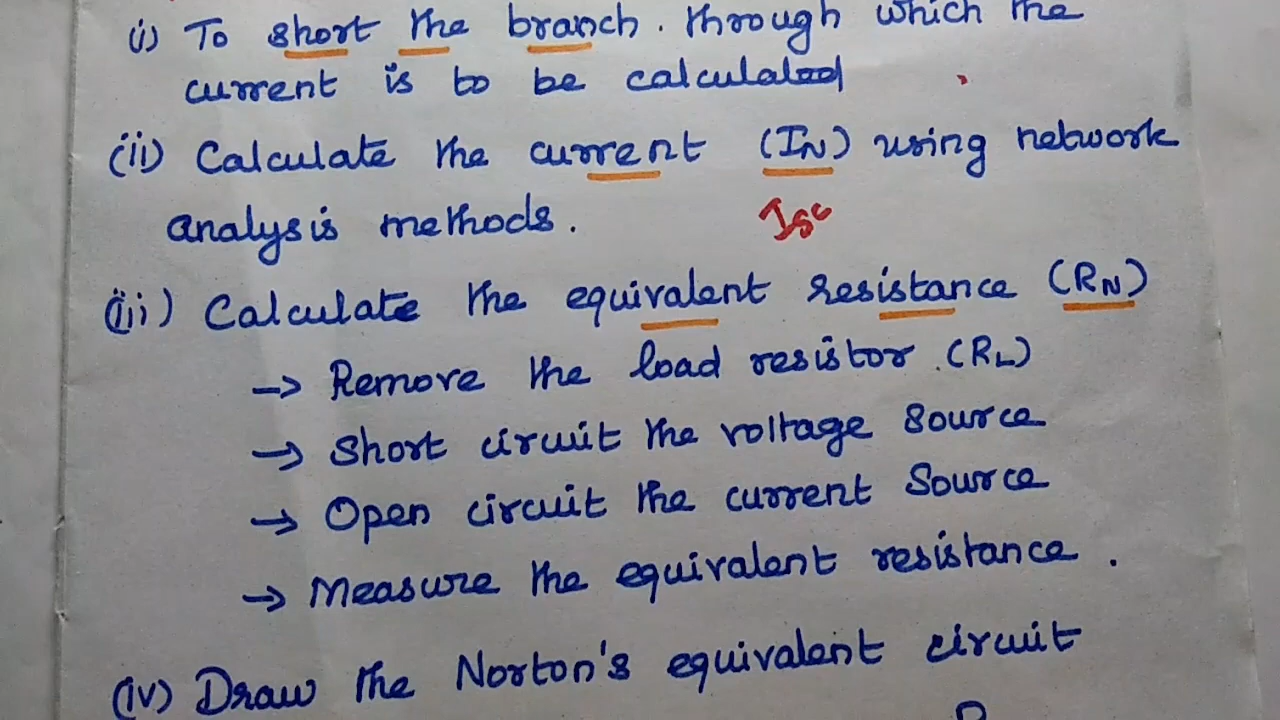 (i) To short the branch. through which the
current is to be calculated
(ii) Calculate the current (IN) using network
analysis methods.
Isc
(iii) Calculate the equivalent resistance (RN)
→ Remove the load resistor. (RL)
→ Short circuit the voltage source
→ Open circuit the current source
→ Measure the equivalent resistance.
(iv) Draw the Norton's equivalent circuit